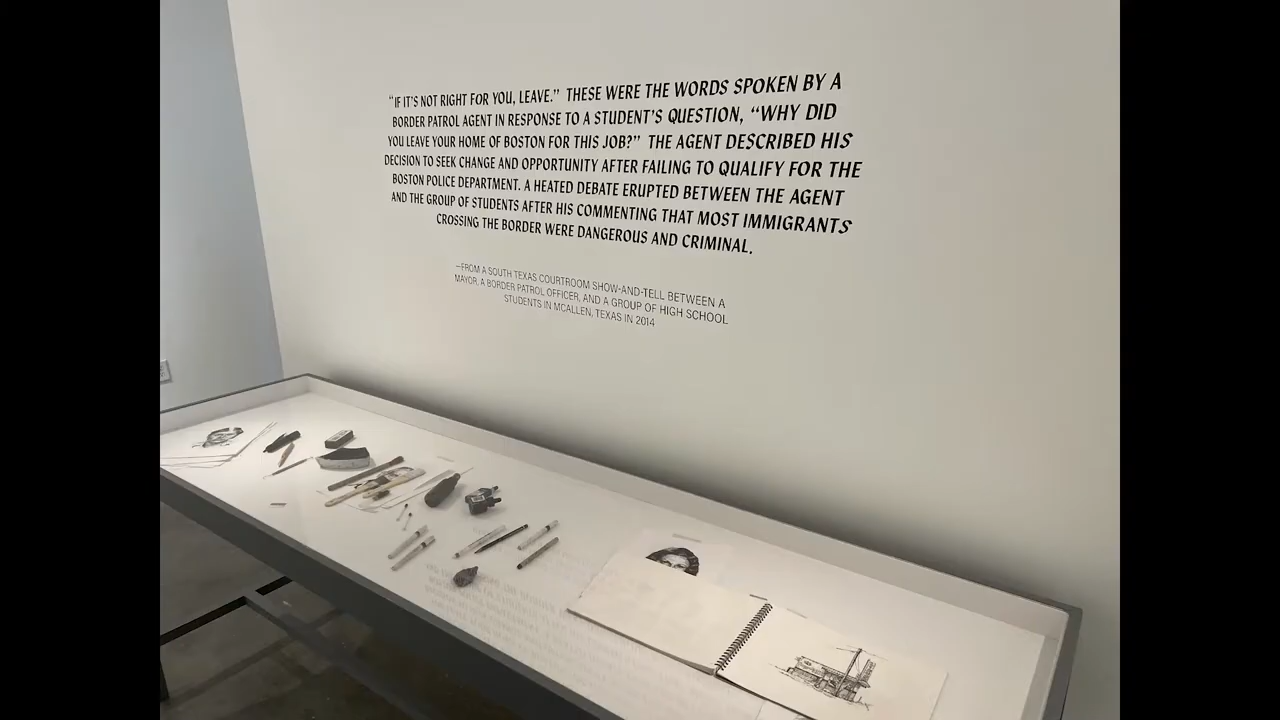 “IF IT’S NOT RIGHT FOR YOU, LEAVE.” THESE WERE THE WORDS SPOKEN BY A
BORDER PATROL AGENT IN RESPONSE TO A STUDENT’S QUESTION, “WHY DID
YOU LEAVE YOUR HOME OF BOSTON FOR THIS JOB?” THE AGENT DESCRIBED HIS
DECISION TO SEEK CHANGE AND OPPORTUNITY AFTER FAILING TO QUALIFY FOR THE
BOSTON POLICE DEPARTMENT. A HEATED DEBATE ERUPTED BETWEEN THE AGENT
AND THE GROUP OF STUDENTS AFTER HIS COMMENTING THAT MOST IMMIGRANTS
CROSSING THE BORDER WERE DANGEROUS AND CRIMINAL.
—FROM A SOUTH TEXAS COURTROOM SHOW-AND-TELL BETWEEN A
MAYOR, A BORDER PATROL OFFICER, AND A GROUP OF HIGH SCHOOL
STUDENTS IN MCALLEN, TEXAS IN 2014